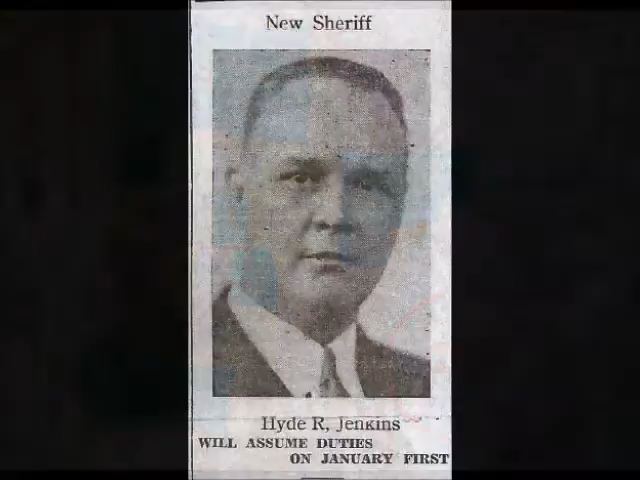 New Sheriff
Hyde R, Jenkins
WILL ASSUME DUTIES
ON JANUARY FIRST